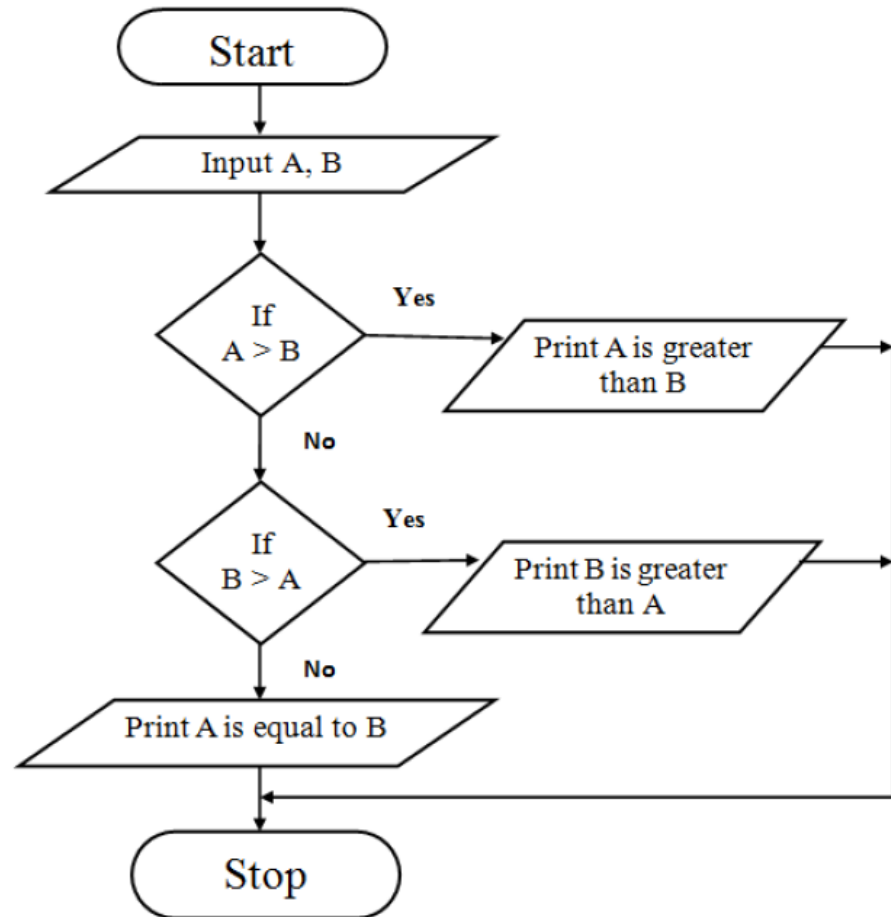 Start
Input A, B
If
A > B
Yes
Print A is greater
than B
No
If
B > A
Yes
Print B is greater
than A
No
Print A is equal to B
Stop